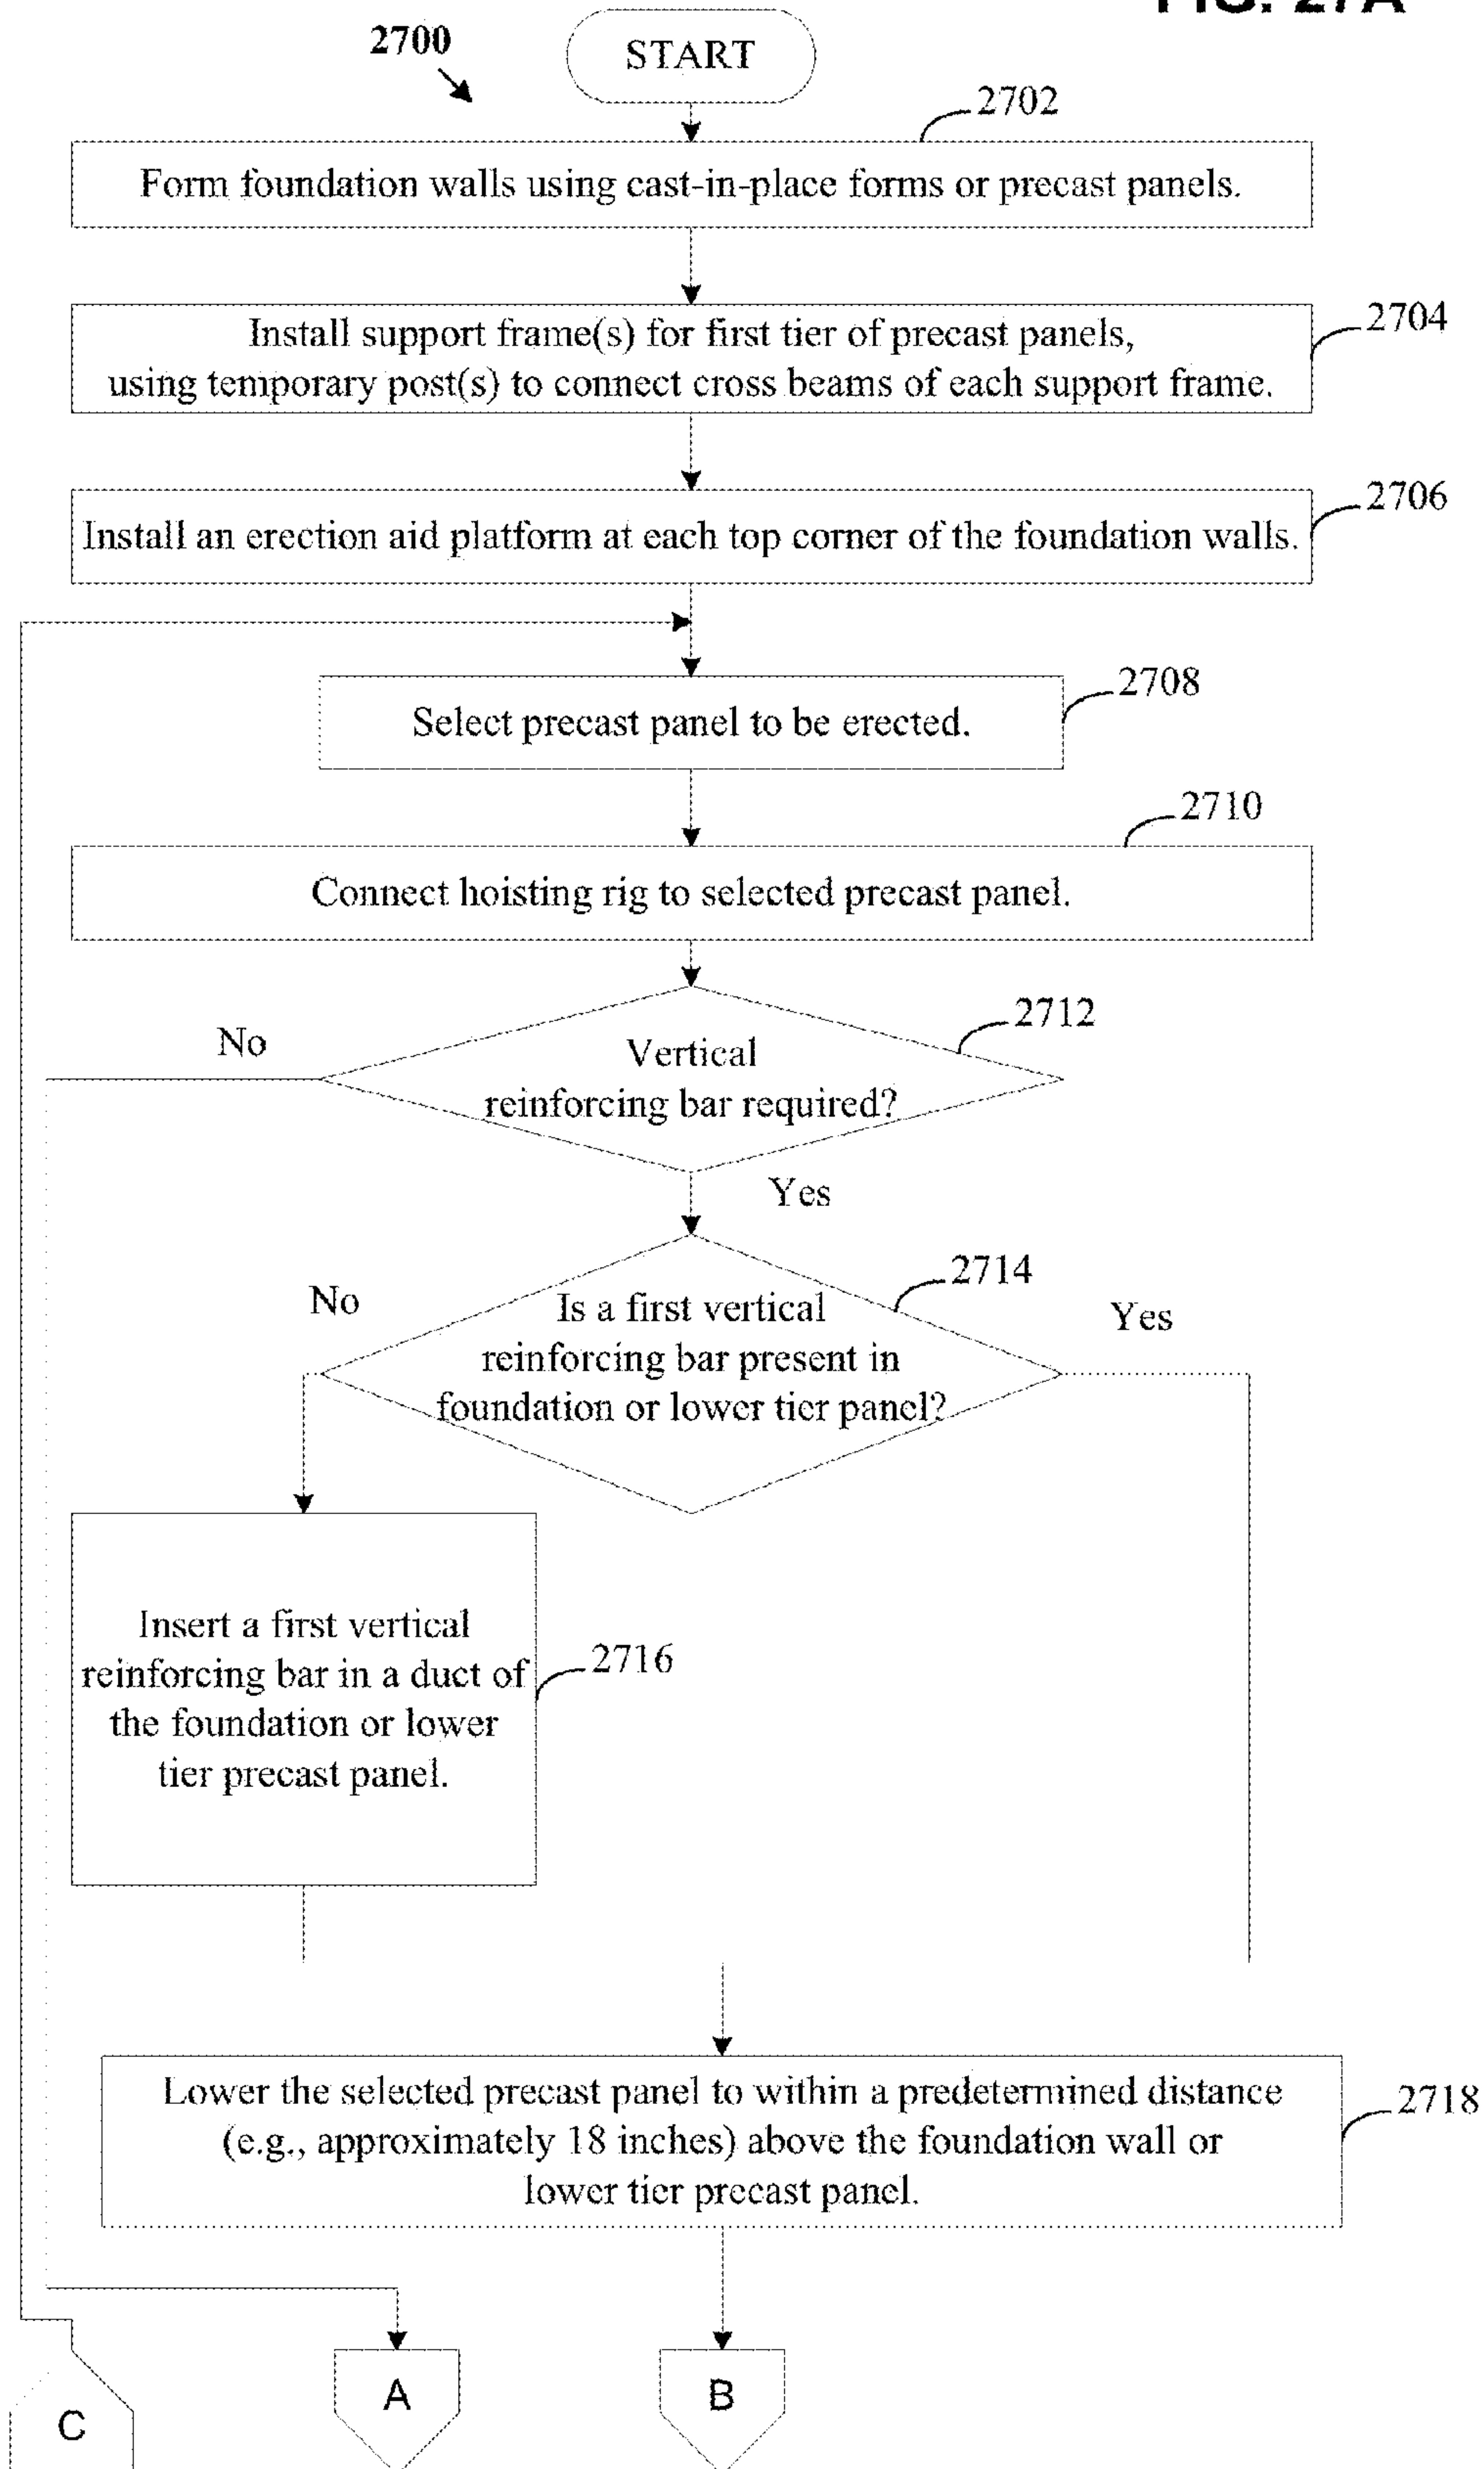 FIG. 27A
2700
START
2702
Form foundation walls using cast-in-place forms or precast panels.
Install support frame(s) for first tier of precast panels,
using temporary post(s) to connect cross beams of each support frame.
2704
Install an erection aid platform at each top corner of the foundation walls.
2706
Select precast panel to be erected.
2708
2710
Connect hoisting rig to selected precast panel.
2712
No
Vertical
reinforcing bar required?
Yes
2714
No
Is a first vertical
reinforcing bar present in
foundation or lower tier panel?
Yes
Insert a first vertical
reinforcing bar in a duct of
the foundation or lower
tier precast panel.
2716
Lower the selected precast panel to within a predetermined distance
(e.g., approximately 18 inches) above the foundation wall or
lower tier precast panel.
2718
A
B
C